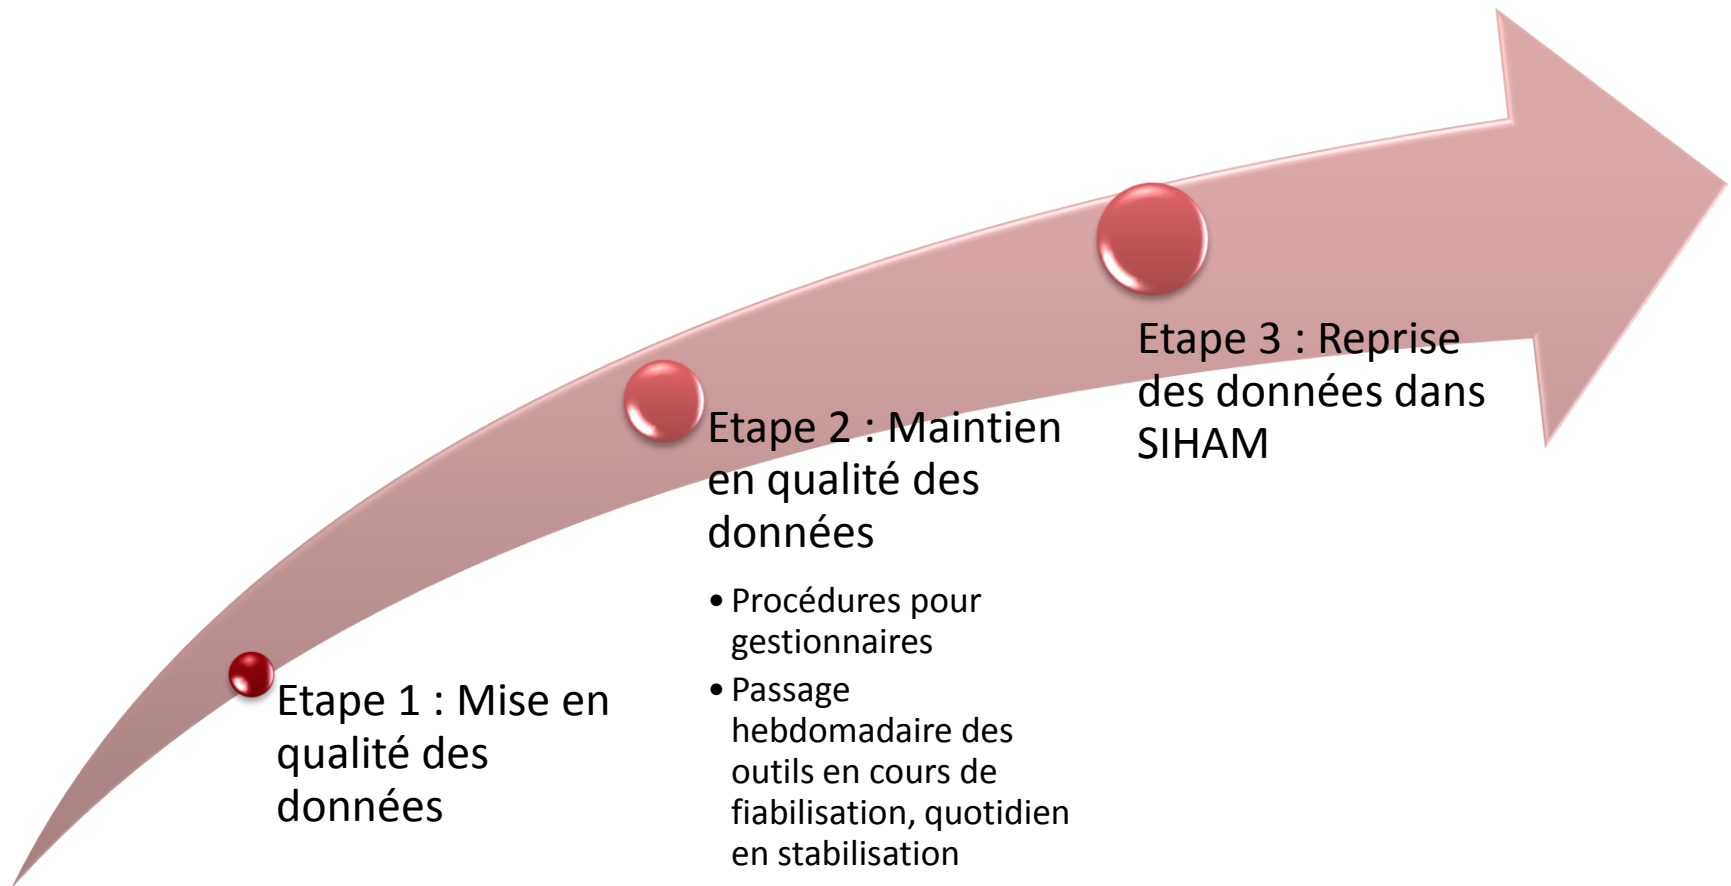 Etape 1 : Mise en
qualité des
données
Etape 2 : Maintien
en qualité des
données
• Procédures pour
gestionnaires
• Passage
hebdomadaire des
outils en cours de
fiabilisation, quotidien
en stabilisation
Etape 3 : Reprise
des données dans
SIHAM